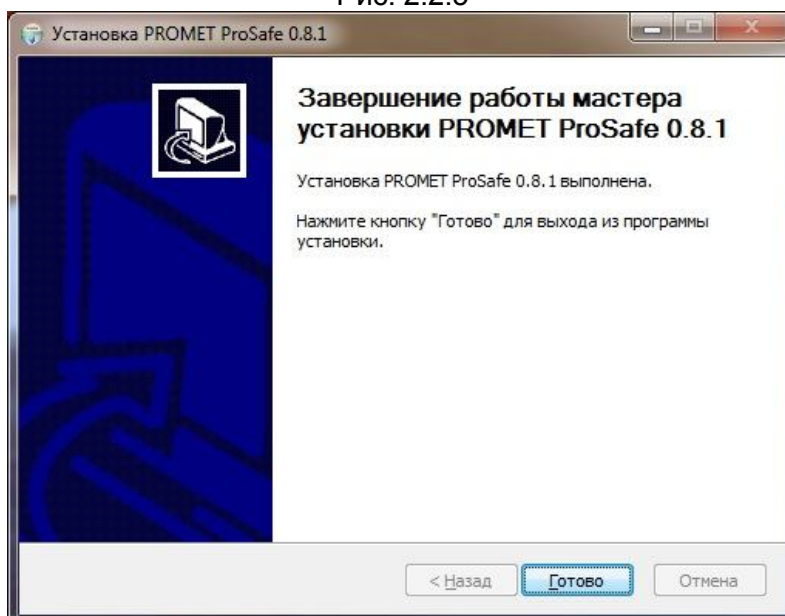 Установка PROMET ProSafe 0.8.1
Завершение работы мастера
установки PROMET ProSafe 0.8.1
Установка PROMET ProSafe 0.8.1 выполнена.
Нажмите кнопку "Готово" для выхода из программы
установки.
< Назад Готово Отмена